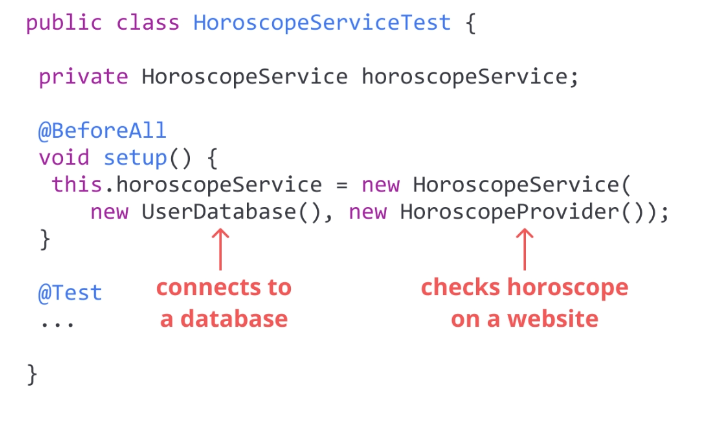 public class HoroscopeServiceTest {
private HoroscopeService horoscopeService;
@BeforeAll
void setup() {
this.horoscopeService = new HoroscopeService(
new UserDatabase(), new HoroscopeProvider());
}
connects to
a database
checks horoscope
on a website
@Test
...
}